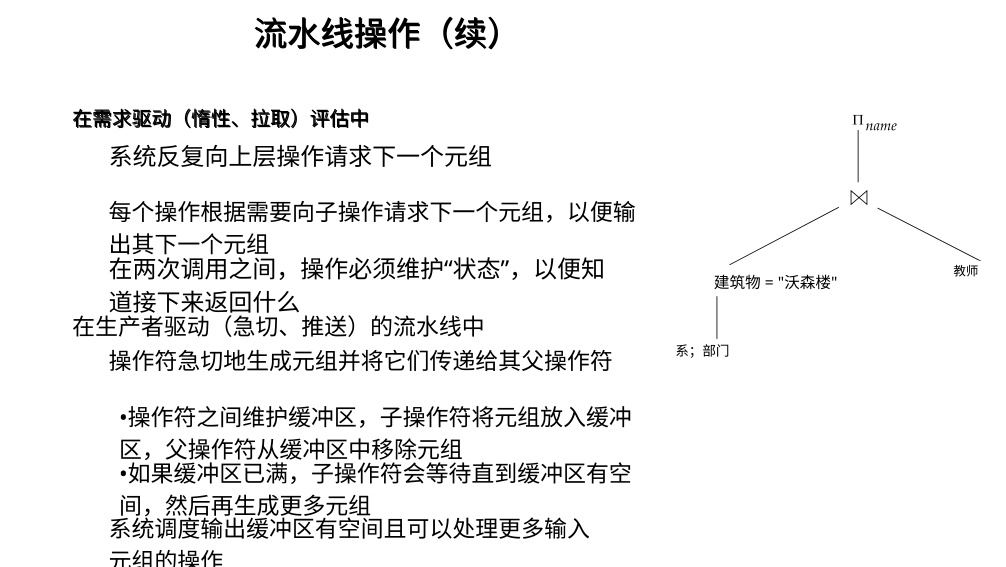 流水线操作（续）
在需求驱动（惰性、拉取）评估中
系统反复向上层操作请求下一个元组
每个操作根据需要向子操作请求下一个元组，以便输
出其下一个元组
在两次调用之间，操作必须维护“状态”，以便知
道接下来返回什么
在生产者驱动（急切、推送）的流水线中
操作符急切地生成元组并将它们传递给其父操作符
•操作符之间维护缓冲区，子操作符将元组放入缓冲
区，父操作符从缓冲区中移除元组
•如果缓冲区已满，子操作符会等待直到缓冲区有空
间，然后再生成更多元组
系统调度输出缓冲区有空间且可以处理更多输入
元组的操作
Π name
⋈
建筑物 = "沃森楼"
教师
系；部门